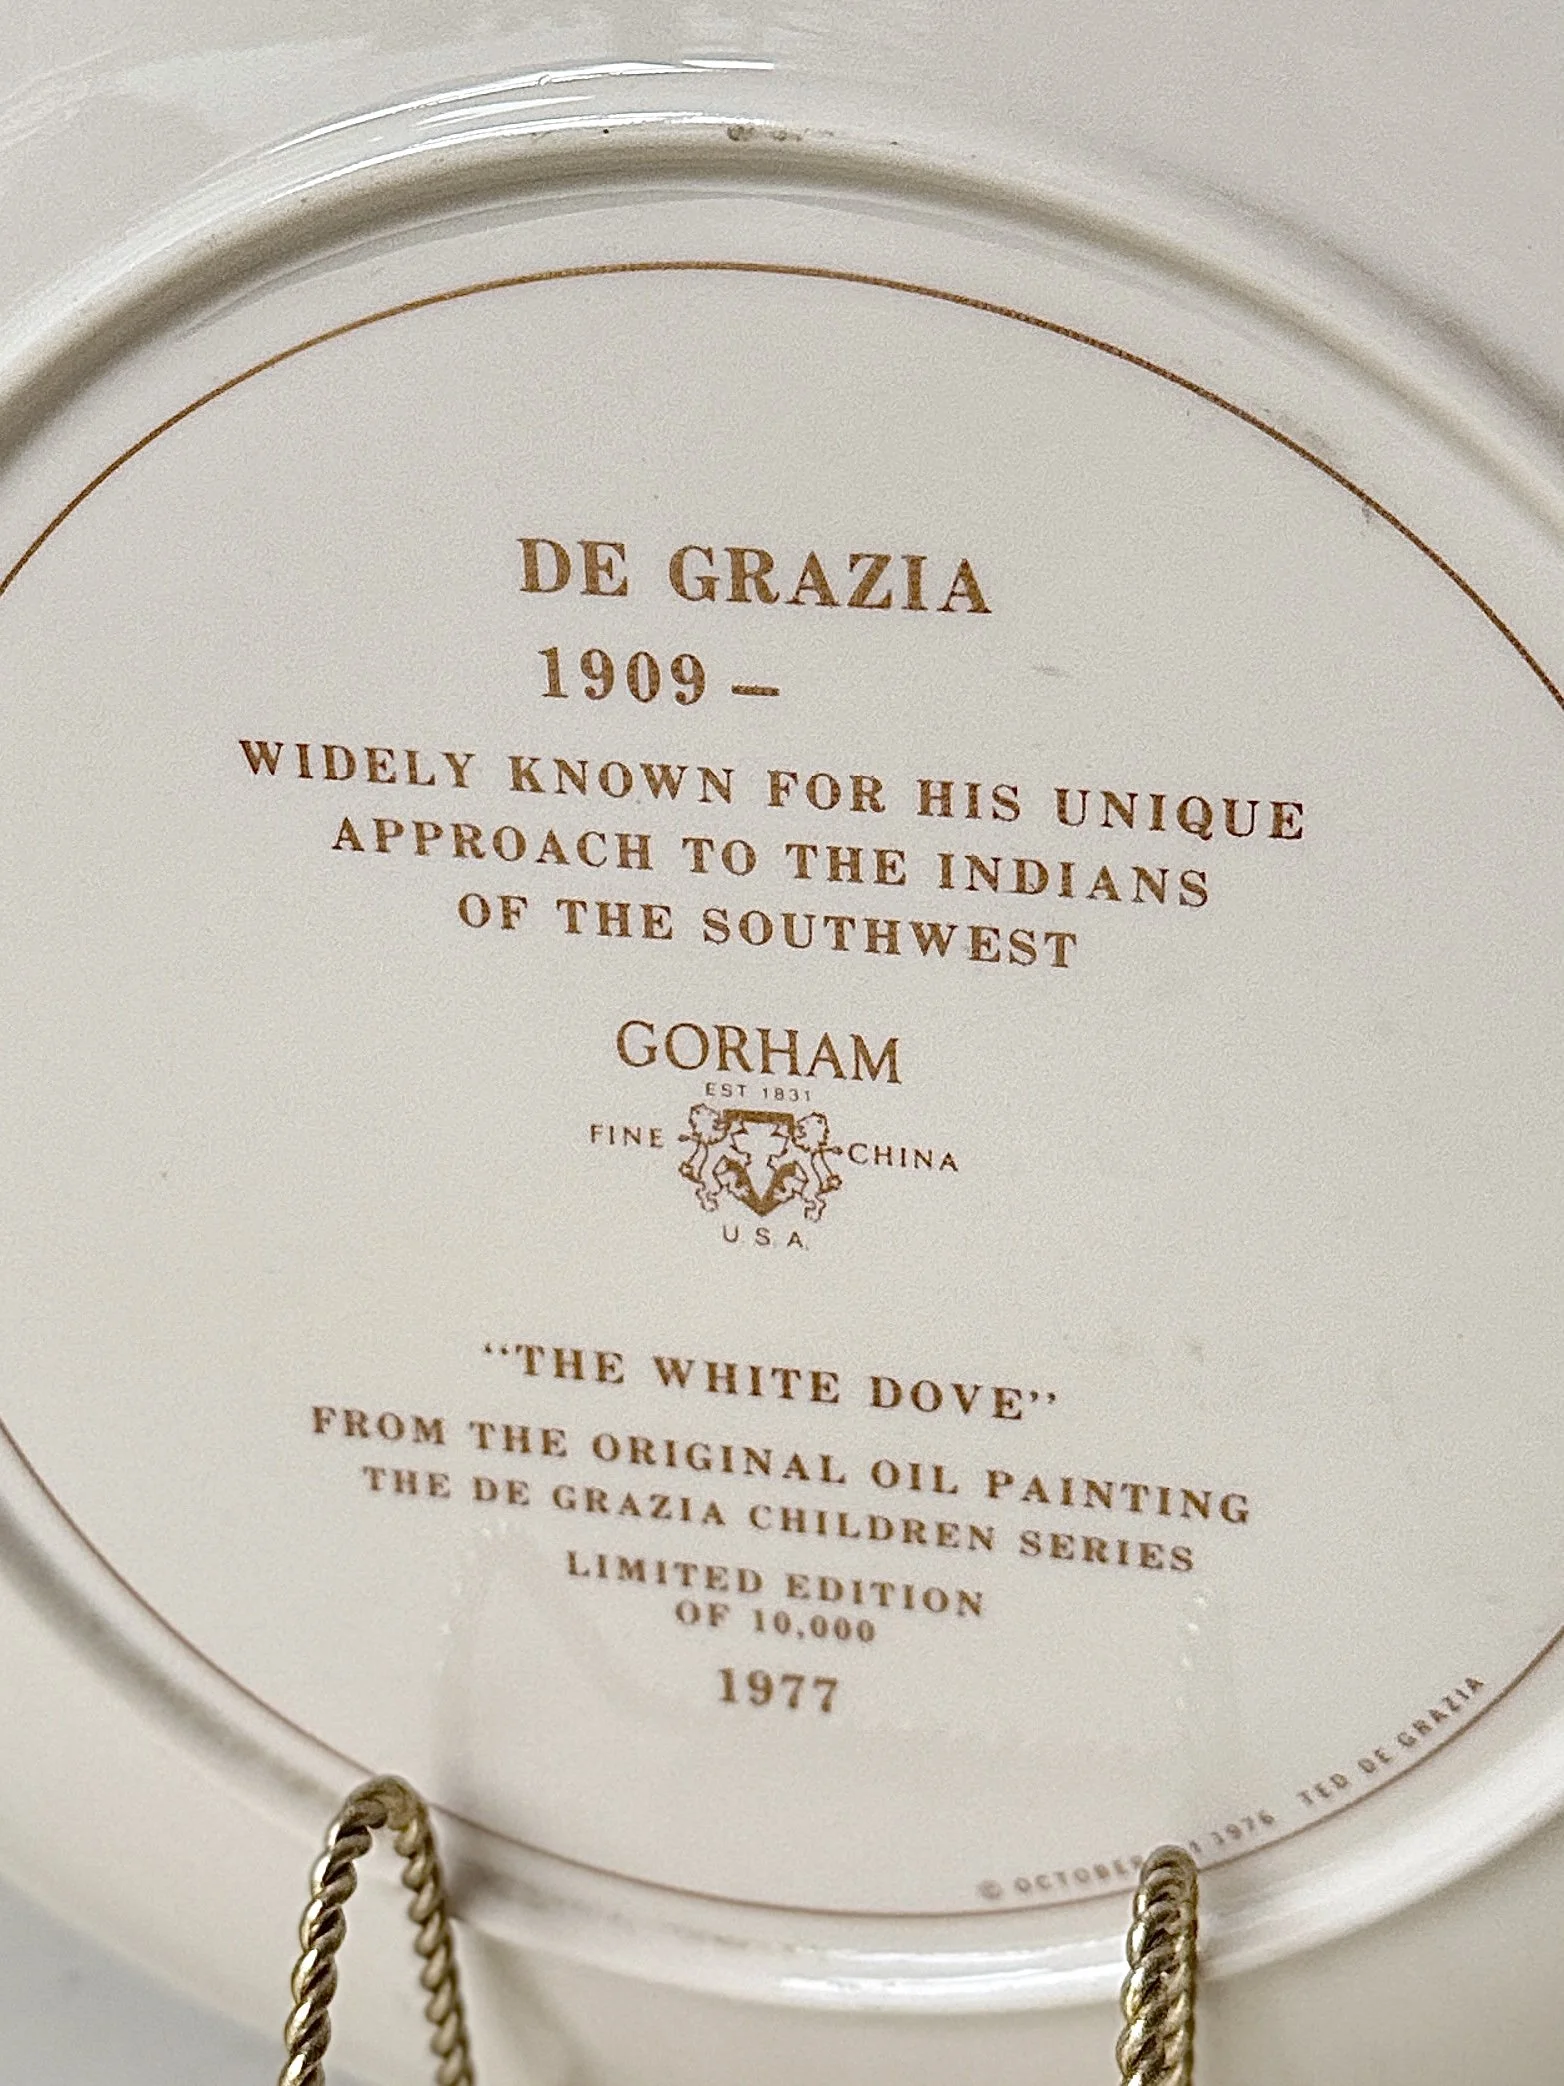 DE GRAZIA
1909 –
WIDELY KNOWN FOR HIS UNIQUE
APPROACH TO THE INDIANS
OF THE SOUTHWEST
GORHAM
EST 1831
FINE CHINA
U.S.A.
“THE WHITE DOVE”
FROM THE ORIGINAL OIL PAINTING
THE DE GRAZIA CHILDREN SERIES
LIMITED EDITION
OF 10,000
1977
© OCTOBER 1976 TED DE GRAZIA